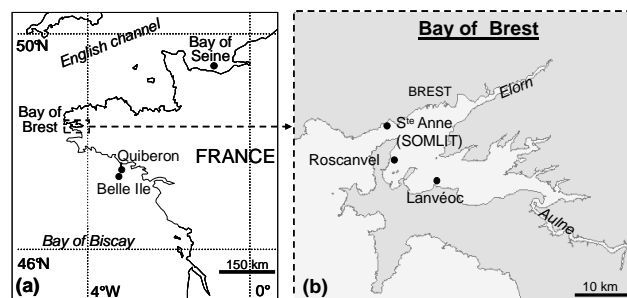 50°N
English channel
Bay of
Seine
Bay of
Brest
Quiberon
FRANCE
Belle Ile
Bay of Biscay
46°N
150 km
(a)
4°W
0°
Bay of Brest
BREST
Elorn
Ste Anne
(SOMLIT)
Roscanvel
Lanvéoc
Aulne
(b)
10 km